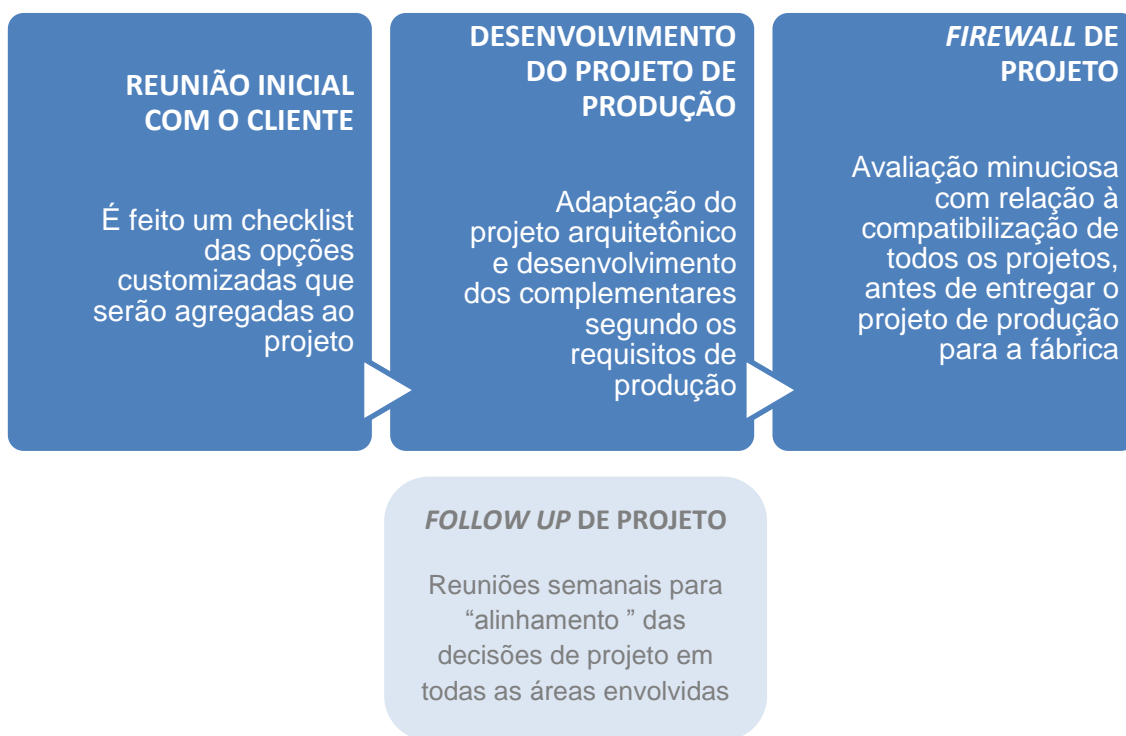 REUNIÃO INICIAL
COM O CLIENTE
É feito um checklist
das opções
customizadas que
serão agregadas ao
projeto
DESENVOLVIMENTO
DO PROJETO DE
PRODUÇÃO
Adaptação do
projeto arquitetônico
e desenvolvimento
dos complementares
segundo os
requisitos de
produção
FIREWALL DE
PROJETO
Avaliação minuciosa
com relação à
compatibilização de
todos os projetos,
antes de entregar o
projeto de produção
para a fábrica
FOLLOW UP DE PROJETO
Reuniões semanais para
“alinhamento ” das
decisões de projeto em
todas as áreas envolvidas